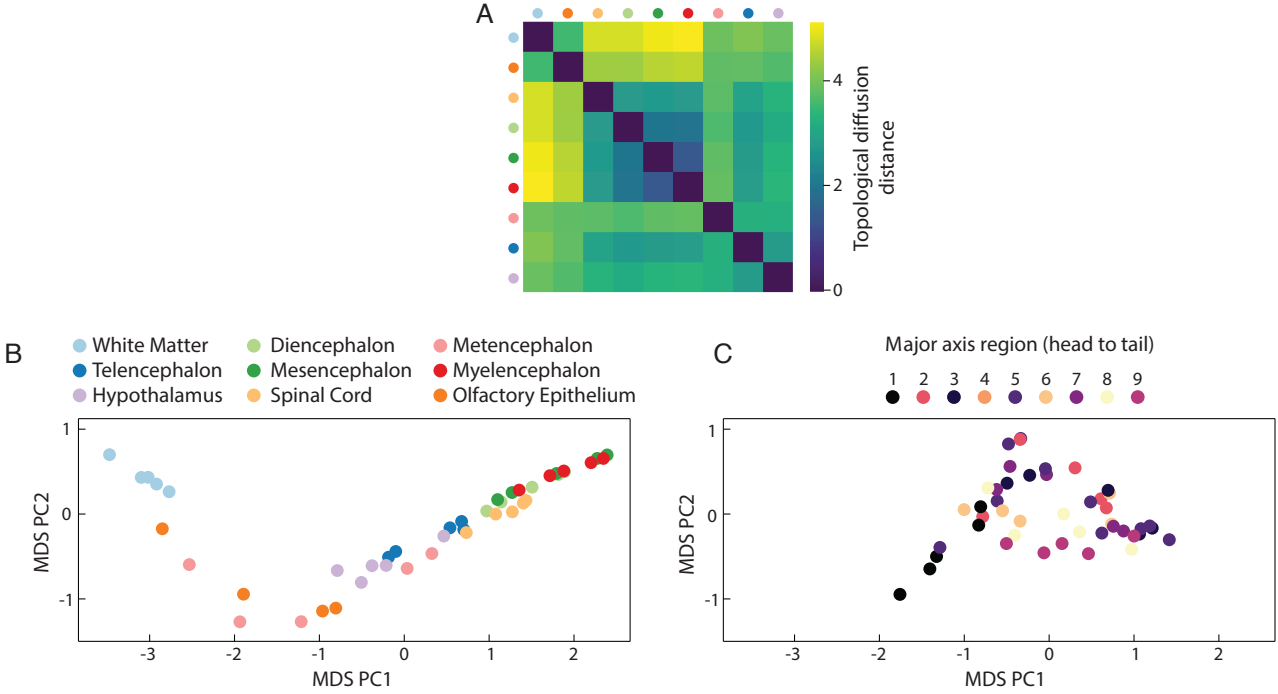 A
4
2
0
Topological diffusion
distance
B
White Matter
Diencephalon
Metencephalon
Telencephalon
Mesencephalon
Myelencephalon
Hypothalamus
Spinal Cord
Olfactory Epithelium
1
0
-1
MDS PC2
-3 -2 -1 0 1 2
MDS PC1
C
Major axis region (head to tail)
1 2 3 4 5 6 7 8 9
1
0
-1
MDS PC2
-3 -2 -1 0 1 2
MDS PC1